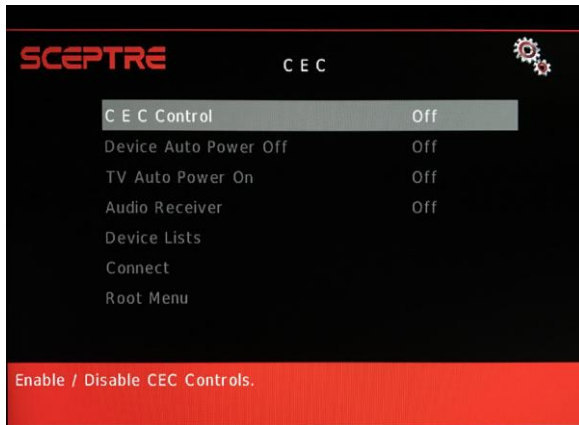 SCEPTRE
C E C
C E C Control Off
Device Auto Power Off Off
TV Auto Power On Off
Audio Receiver Off
Device Lists
Connect
Root Menu
Enable / Disable CEC Controls.